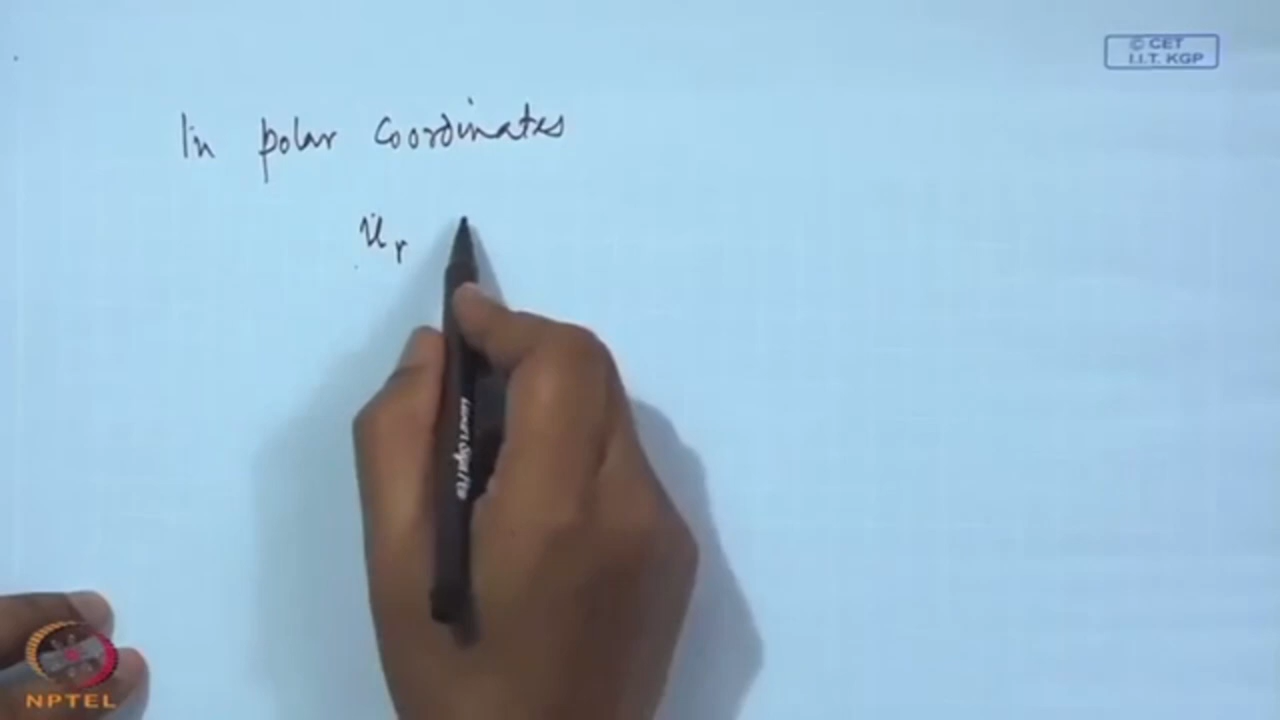 © CET
I.I.T. KGP
In polar coordinates
u_r
NPTEL